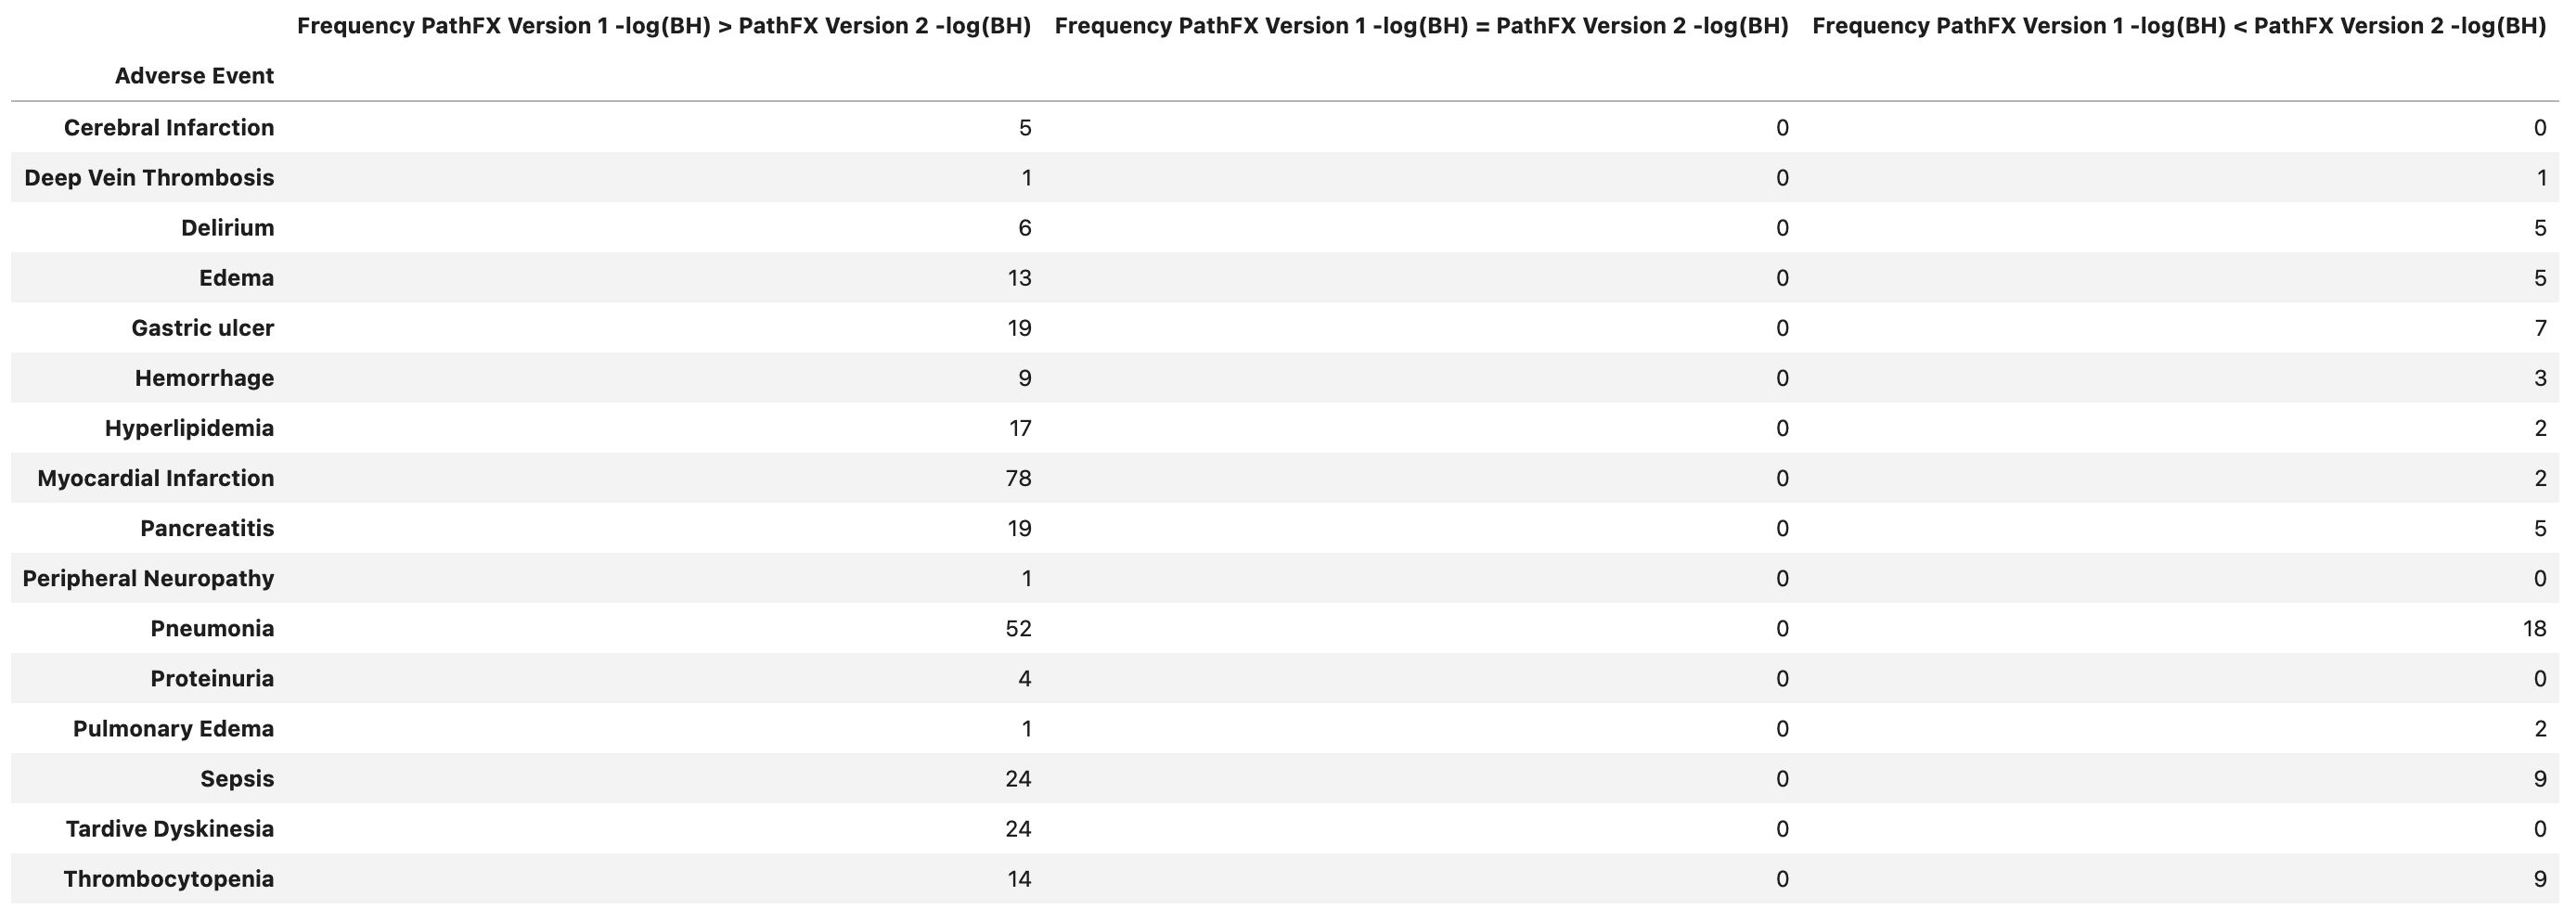 Frequency PathFX Version 1 -log(BH) > PathFX Version 2 -log(BH) Frequency PathFX Version 1 -log(BH) = PathFX Version 2 -log(BH) Frequency PathFX Version 1 -log(BH) < PathFX Version 2 -log(BH)
Adverse Event
Cerebral Infarction 5 0 0
Deep Vein Thrombosis 1 0 1
Delirium 6 0 5
Edema 13 0 5
Gastric ulcer 19 0 7
Hemorrhage 9 0 3
Hyperlipidemia 17 0 2
Myocardial Infarction 78 0 2
Pancreatitis 19 0 5
Peripheral Neuropathy 1 0 0
Pneumonia 52 0 18
Proteinuria 4 0 0
Pulmonary Edema 1 0 2
Sepsis 24 0 9
Tardive Dyskinesia 24 0 0
Thrombocytopenia 14 0 9